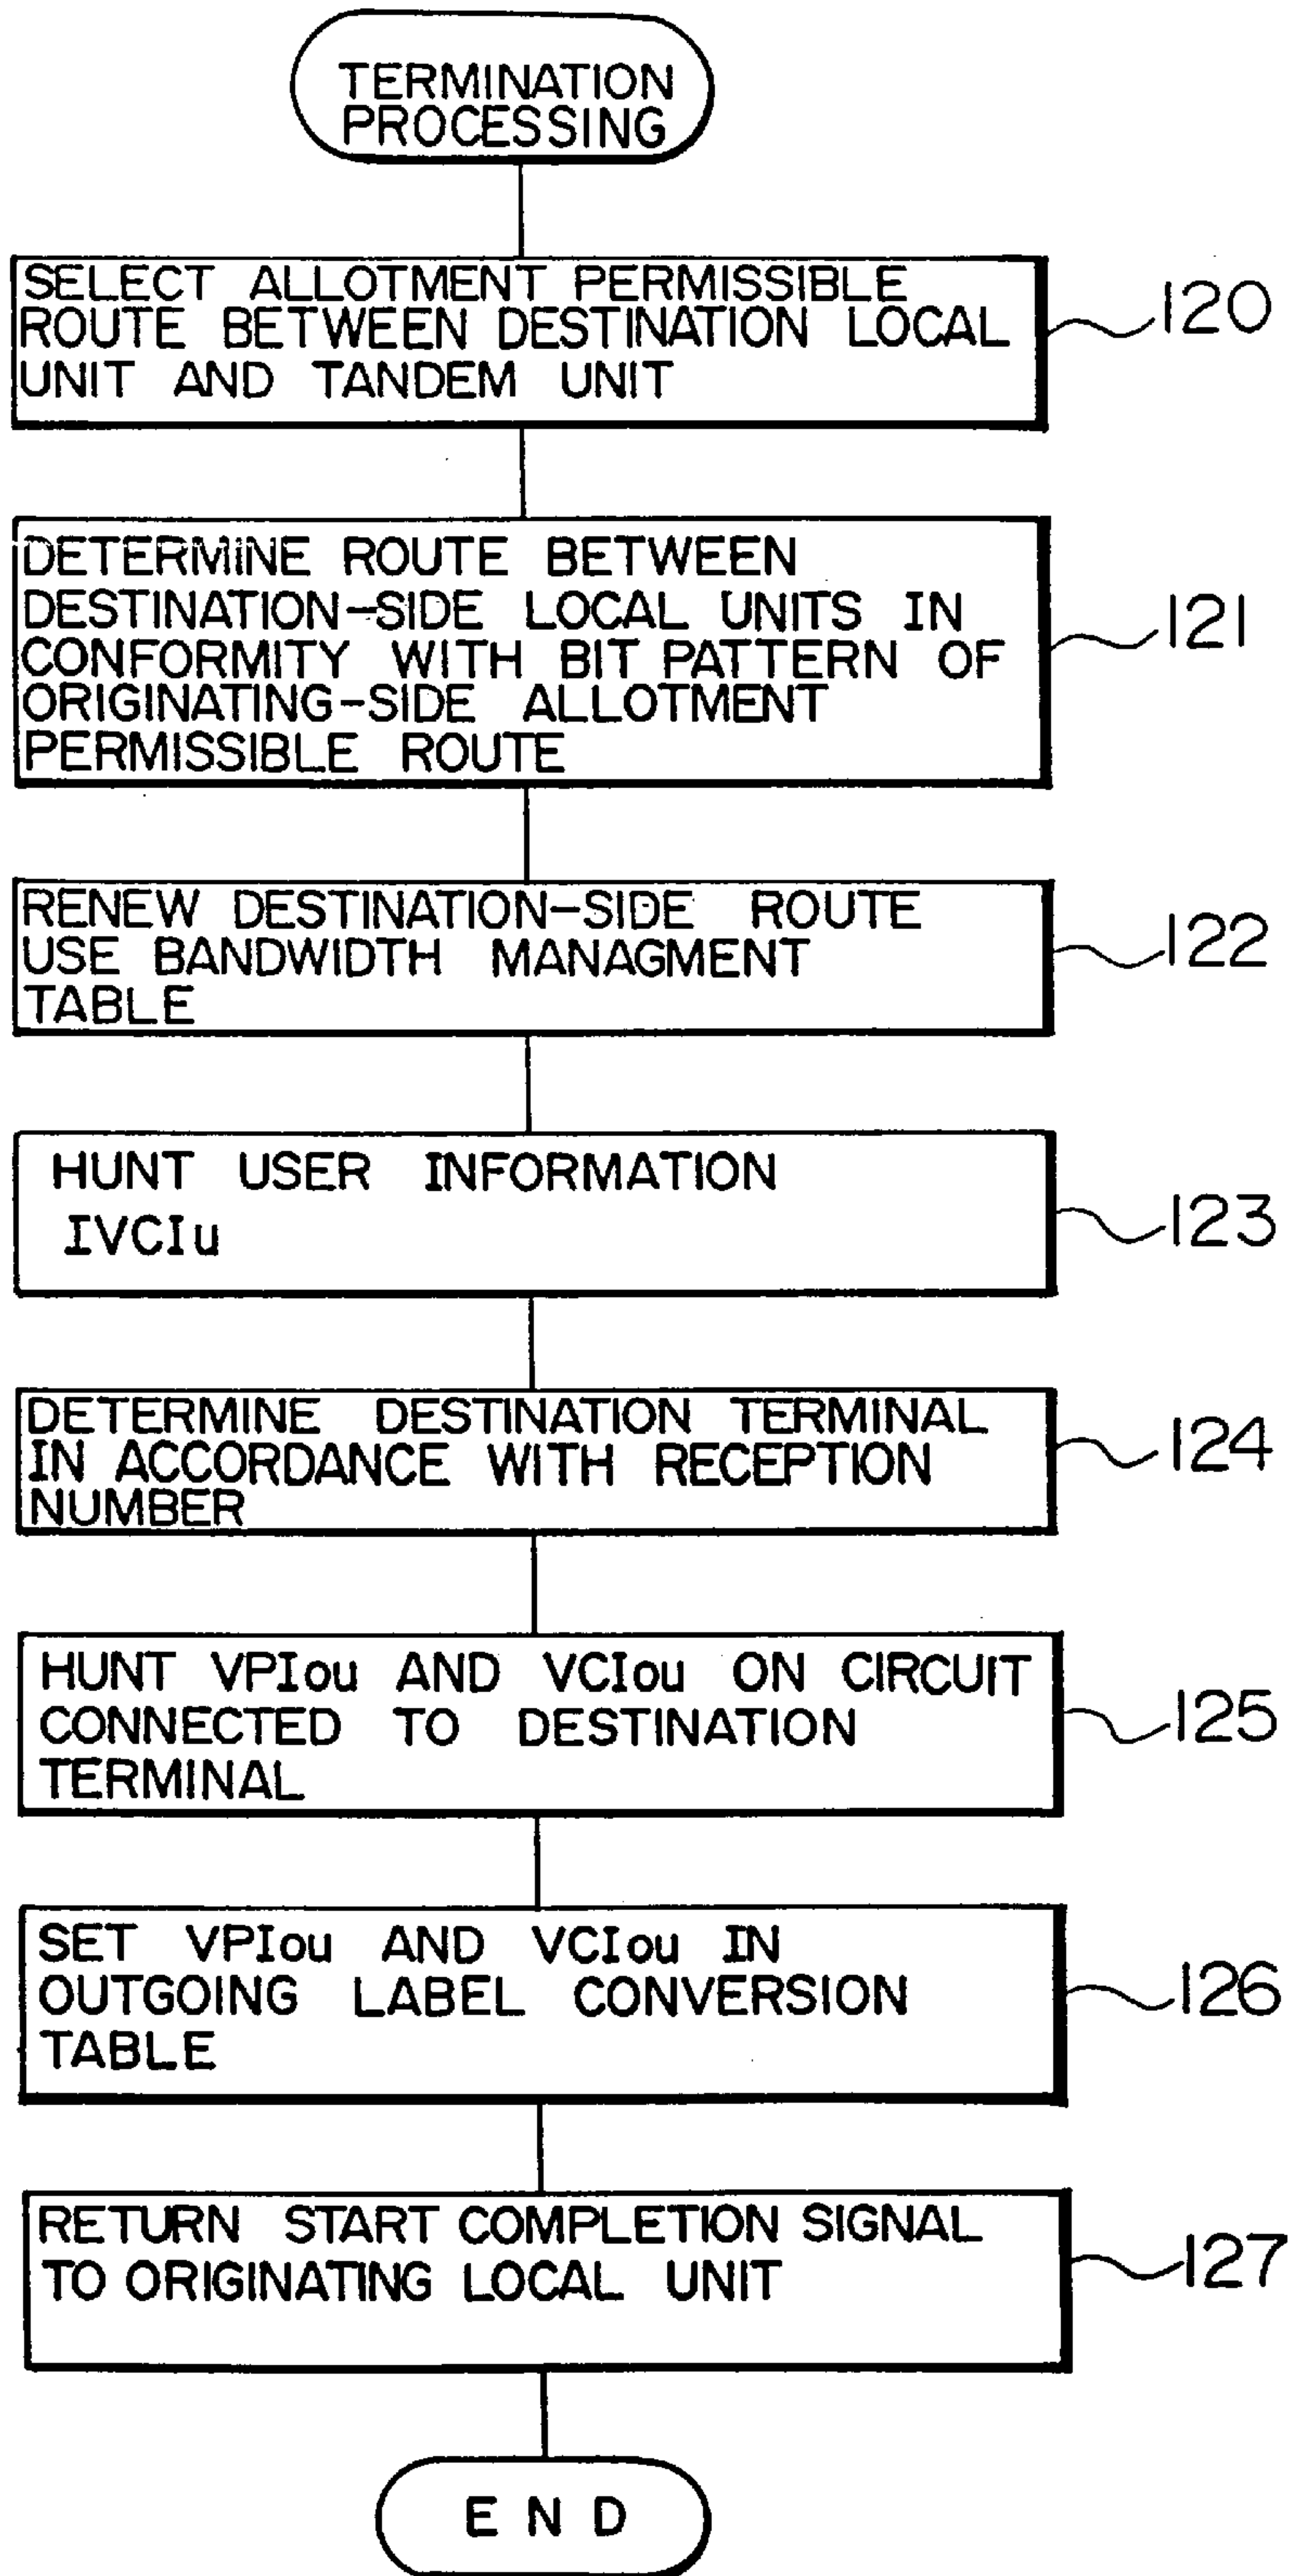 TERMINATION
PROCESSING
SELECT ALLOTMENT PERMISSIBLE
ROUTE BETWEEN DESTINATION LOCAL
UNIT AND TANDEM UNIT
120
DETERMINE ROUTE BETWEEN
DESTINATION-SIDE LOCAL UNITS IN
CONFORMITY WITH BIT PATTERN OF
ORIGINATING-SIDE ALLOTMENT
PERMISSIBLE ROUTE
121
RENEW DESTINATION-SIDE ROUTE
USE BANDWIDTH MANAGMENT
TABLE
122
HUNT USER INFORMATION
IVCIu
123
DETERMINE DESTINATION TERMINAL
IN ACCORDANCE WITH RECEPTION
NUMBER
124
HUNT VPIou AND VCIou ON CIRCUIT
CONNECTED TO DESTINATION
TERMINAL
125
SET VPIou AND VCIou IN
OUTGOING LABEL CONVERSION
TABLE
126
RETURN START COMPLETION SIGNAL
TO ORIGINATING LOCAL UNIT
127
END